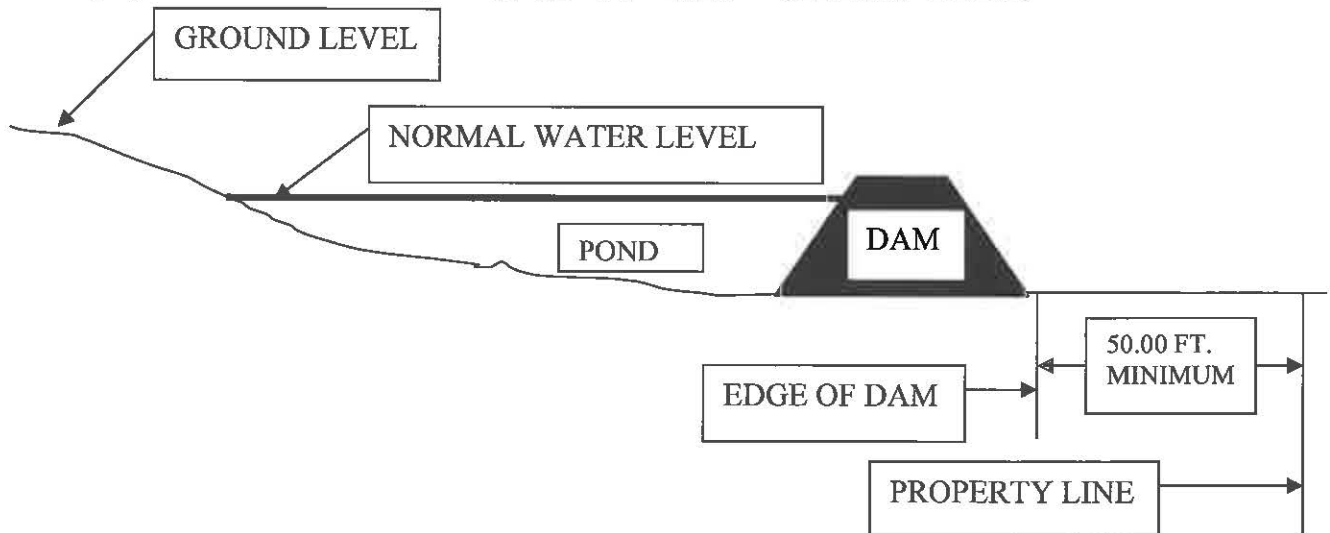 GROUND LEVEL
NORMAL WATER LEVEL
POND
DAM
50.00 FT.
MINIMUM
EDGE OF DAM
PROPERTY LINE